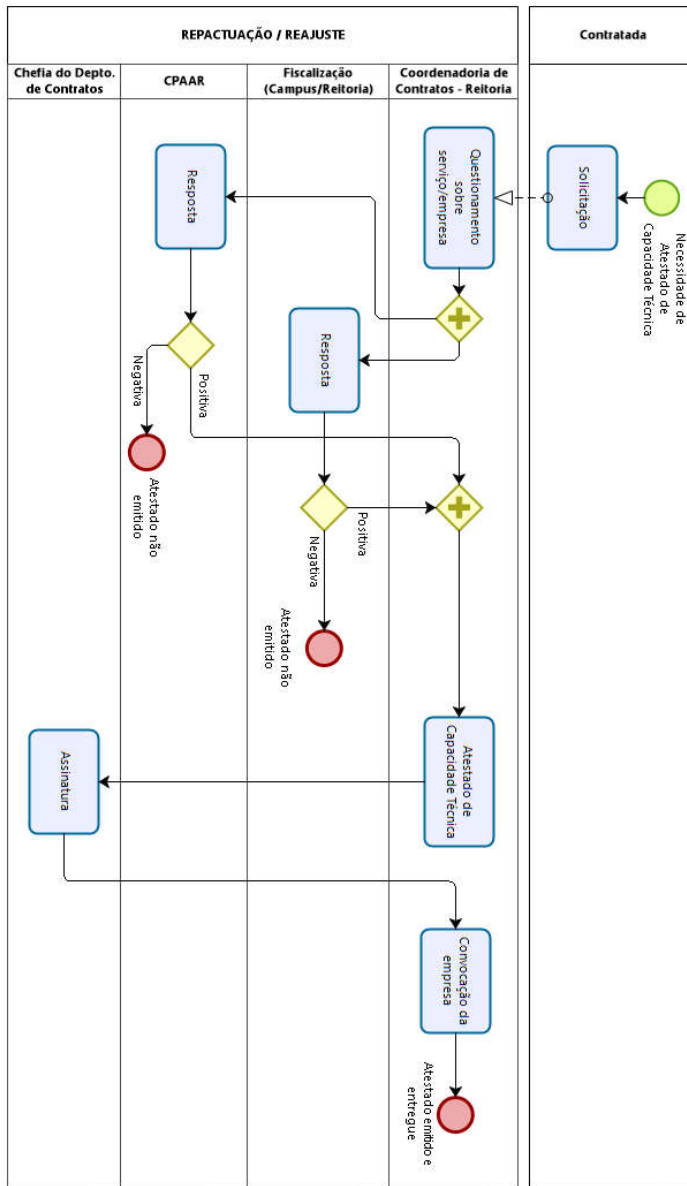 REPACTUAÇÃO / REAJUSTE
Contratada
Chefia do Depto.
de Contratos
CPAAR
Fiscalização
(Campus/Reitoria)
Coordenadoria de
Contratos - Reitoria
Necessidade de
Atestado de
Capacidade Técnica
Solicitação
Questionamento
sobre
serviço/empresa
Resposta
Resposta
Negativa
Positiva
Atestado não
emitido
Positiva
Negativa
Atestado não
emitido
Atestado de
Capacidade Técnica
Assinatura
Convocação da
empresa
Atestado emitido e
entregue